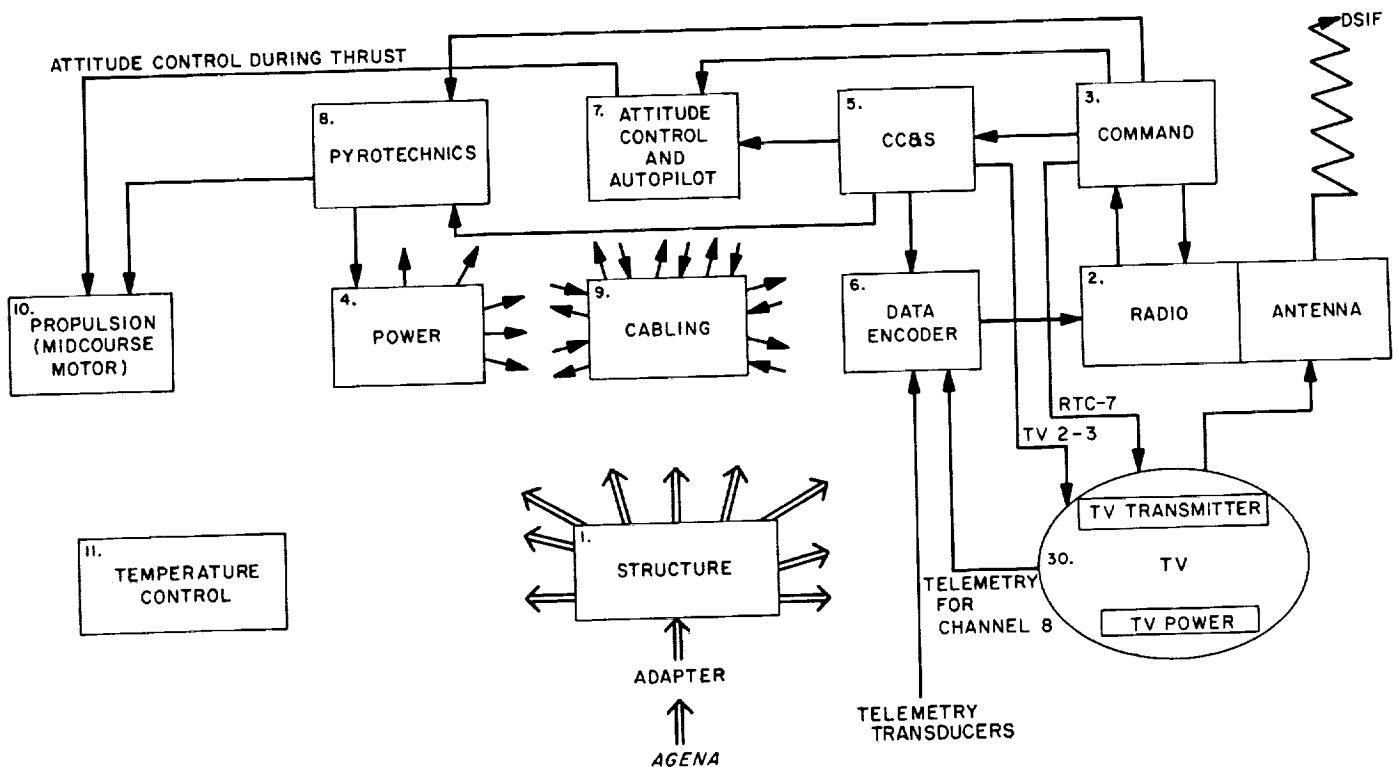 DSIF
ATTITUDE CONTROL DURING THRUST
8.
PYROTECHNICS
7.
ATTITUDE
CONTROL
AND
AUTOPILOT
5.
CC&S
3.
COMMAND
10.
PROPULSION
(MIDCOURSE
MOTOR)
4.
POWER
9.
CABLING
6.
DATA
ENCODER
2.
RADIO
ANTENNA
RTC-7
TV 2-3
11.
TEMPERATURE
CONTROL
1.
STRUCTURE
ADAPTER
AGENA
TELEMETRY
FOR
CHANNEL 8
TELEMETRY
TRANSDUCERS
30.
TV TRANSMITTER
TV
TV POWER